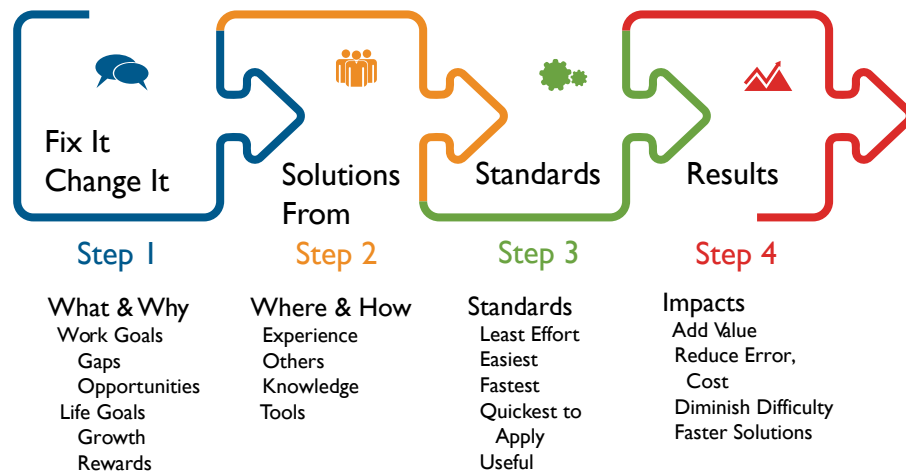 Fix It
Change It
Solutions
From
Standards
Results
Step 1
Step 2
Step 3
Step 4
What & Why
Work Goals
Gaps
Opportunities
Life Goals
Growth
Rewards
Where & How
Experience
Others
Knowledge
Tools
Standards
Least Effort
Easiest
Fastest
Quickest to
Apply
Useful
Impacts
Add Value
Reduce Error,
Cost
Diminish Difficulty
Faster Solutions